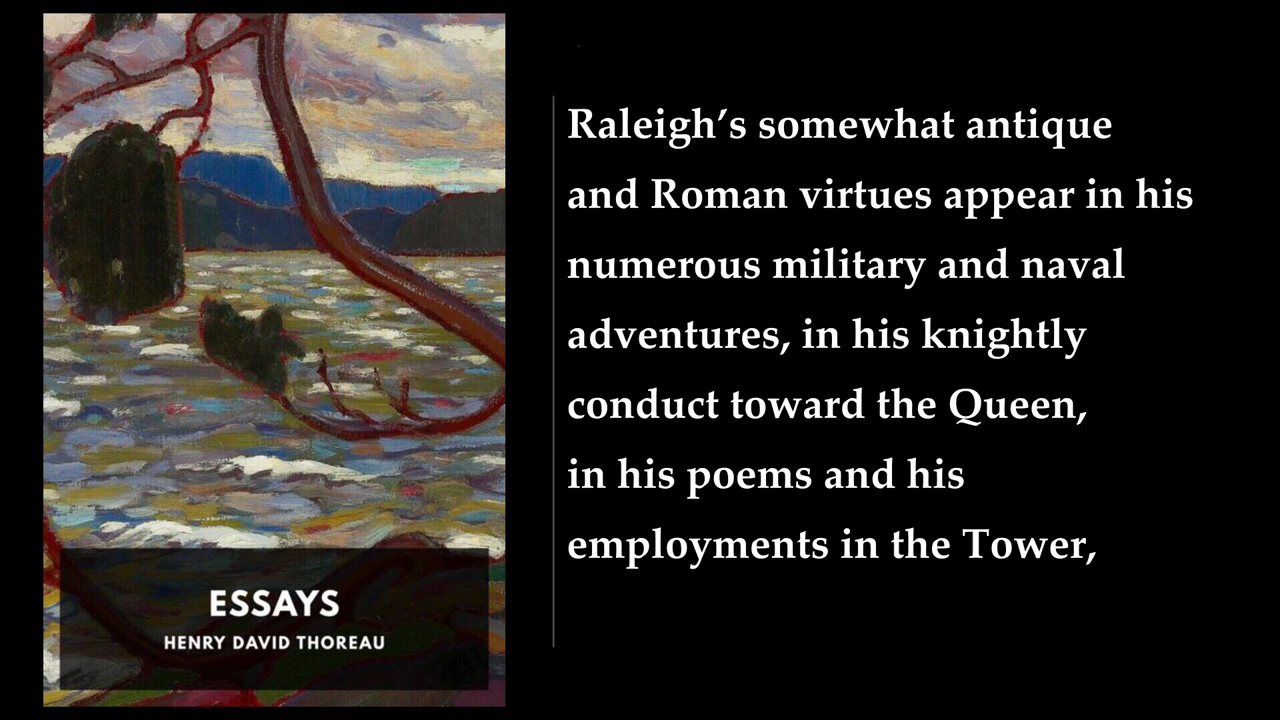 ESSAYS
HENRY DAVID THOREAU
Raleigh’s somewhat antique
and Roman virtues appear in his
numerous military and naval
adventures, in his knightly
conduct toward the Queen,
in his poems and his
employments in the Tower,